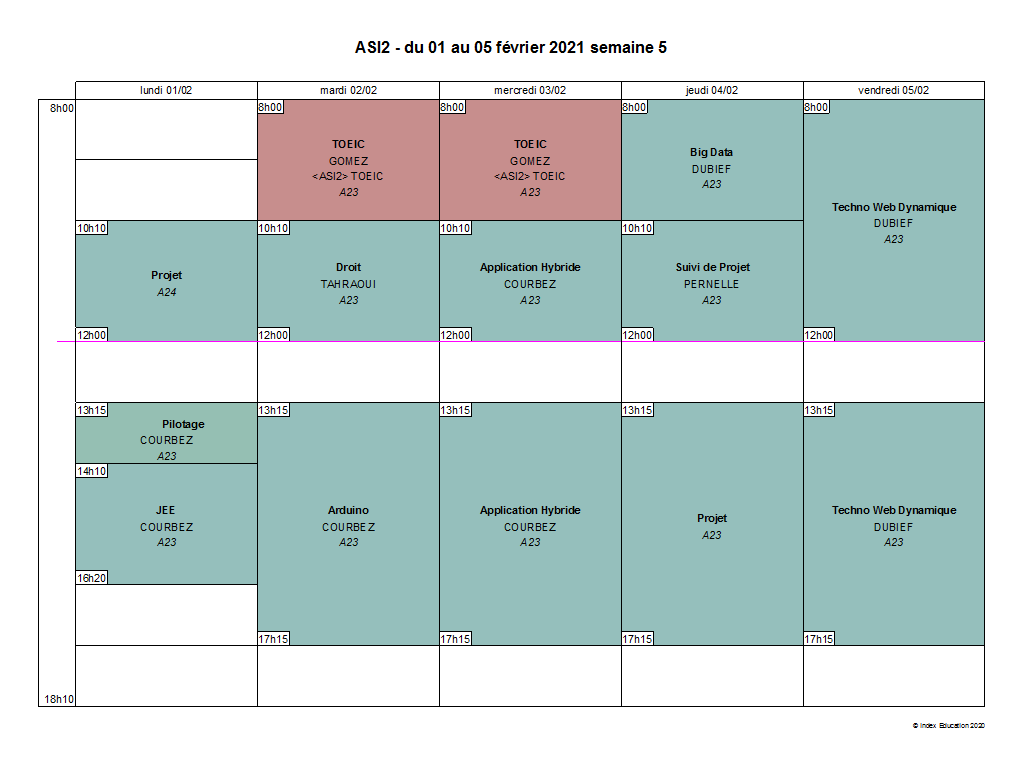 ASI2 - du 01 au 05 février 2021 semaine 5
lundi 01/02
mardi 02/02
mercredi 03/02
jeudi 04/02
vendredi 05/02
8h00
18h10
10h10
Projet
A24
12h00
13h15
Pilotage
COURBEZ
A23
14h10
JEE
COURBEZ
A23
16h20
8h00
TOEIC
GOMEZ
<ASI2> TOEIC
A23
10h10
Droit
TAHRAOUI
A23
12h00
13h15
Arduino
COURBEZ
A23
17h15
8h00
TOEIC
GOMEZ
<ASI2> TOEIC
A23
10h10
Application Hybride
COURBEZ
A23
12h00
13h15
Application Hybride
COURBEZ
A23
17h15
8h00
Big Data
DUBIEF
A23
10h10
Suivi de Projet
PERNELLE
A23
12h00
13h15
Projet
A23
17h15
8h00
Techno Web Dynamique
DUBIEF
A23
12h00
13h15
Techno Web Dynamique
DUBIEF
A23
17h15
© Index Education 2020